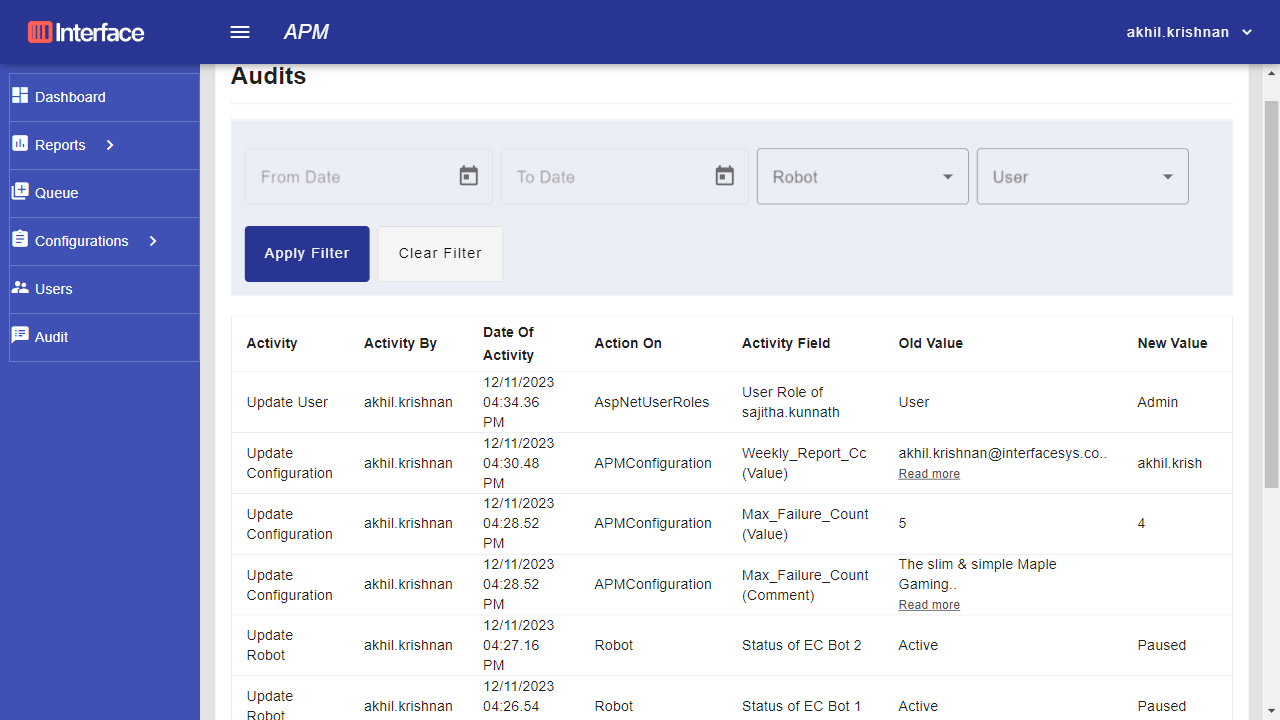 Interface
APM
akhil.krishnan
Dashboard
Reports
Queue
Configurations
Users
Audit
Audits
From Date
To Date
Robot
User
Apply Filter
Clear Filter
Activity
Activity By
Date Of
Activity
Action On
Activity Field
Old Value
New Value
Update User
akhil.krishnan
12/11/2023
04:34.36
PM
AspNetUserRoles
User Role of
sajitha.kunnath
User
Admin
Update
Configuration
akhil.krishnan
12/11/2023
04:30.48
PM
APMConfiguration
Weekly_Report_Cc
(Value)
akhil.krishnan@interfacesys.co..
Read more
akhil.krish
Update
Configuration
akhil.krishnan
12/11/2023
04:28.52
PM
APMConfiguration
Max_Failure_Count
(Value)
5
4
Update
Configuration
akhil.krishnan
12/11/2023
04:28.52
PM
APMConfiguration
Max_Failure_Count
(Comment)
The slim & simple Maple
Gaming..
Read more
Update
Robot
akhil.krishnan
12/11/2023
04:27.16
PM
Robot
Status of EC Bot 2
Active
Paused
Update
Robot
akhil.krishnan
12/11/2023
04:26.54
Robot
Status of EC Bot 1
Active
Paused